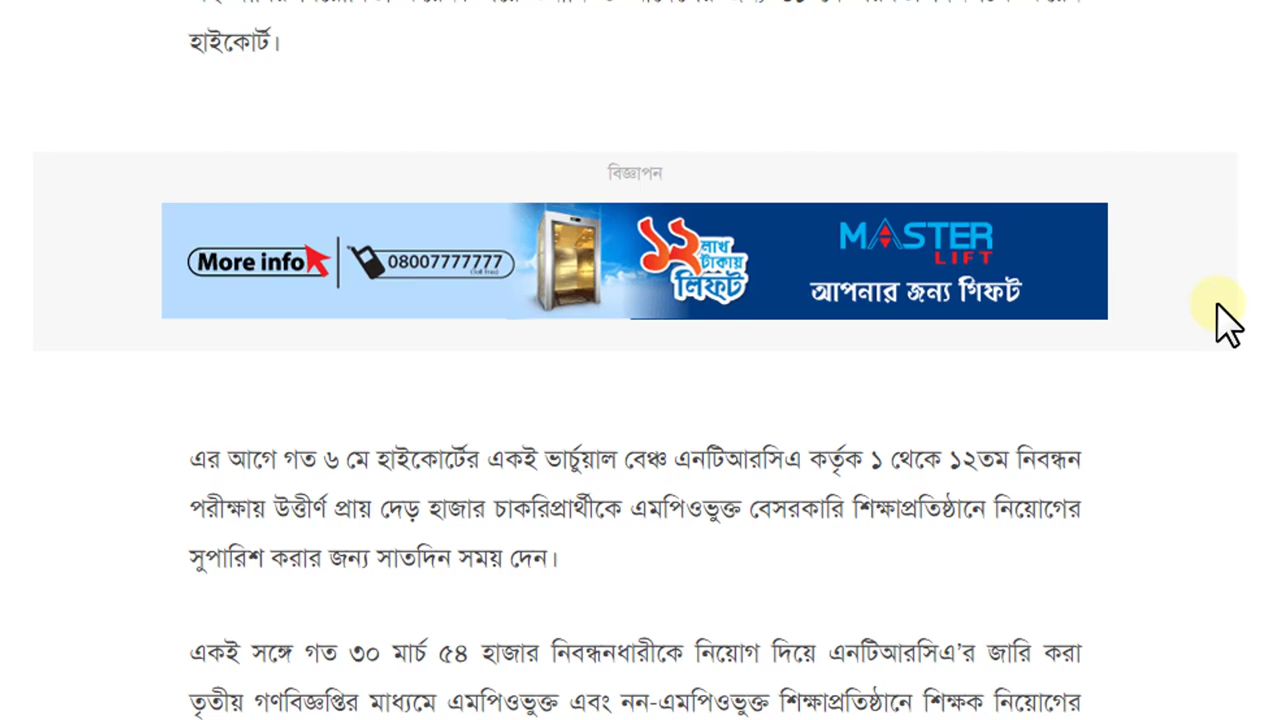 হাইকোর্ট।
বিজ্ঞাপন
More info
08007777777
(Toll Free)
১২ লাখ
টাকায়
লিফট
MASTER
LIFT
আপনার জন্য গিফট
এর আগে গত ৬ মে হাইকোর্টের একই ভার্চুয়াল বেঞ্চ এনটিআরসিএ কর্তৃক ১ থেকে ১২তম নিবন্ধন
পরীক্ষায় উত্তীর্ণ প্রায় দেড় হাজার চাকরিপ্রার্থীকে এমপিওভুক্ত বেসরকারি শিক্ষাপ্রতিষ্ঠানে নিয়োগের
সুপারিশ করার জন্য সাতদিন সময় দেন।
একই সঙ্গে গত ৩০ মার্চ ৫৪ হাজার নিবন্ধনধারীকে নিয়োগ দিয়ে এনটিআরসিএ’র জারি করা
তৃতীয় গণবিজ্ঞপ্তির মাধ্যমে এমপিওভুক্ত এবং নন-এমপিওভুক্ত শিক্ষাপ্রতিষ্ঠানে শিক্ষক নিয়োগের